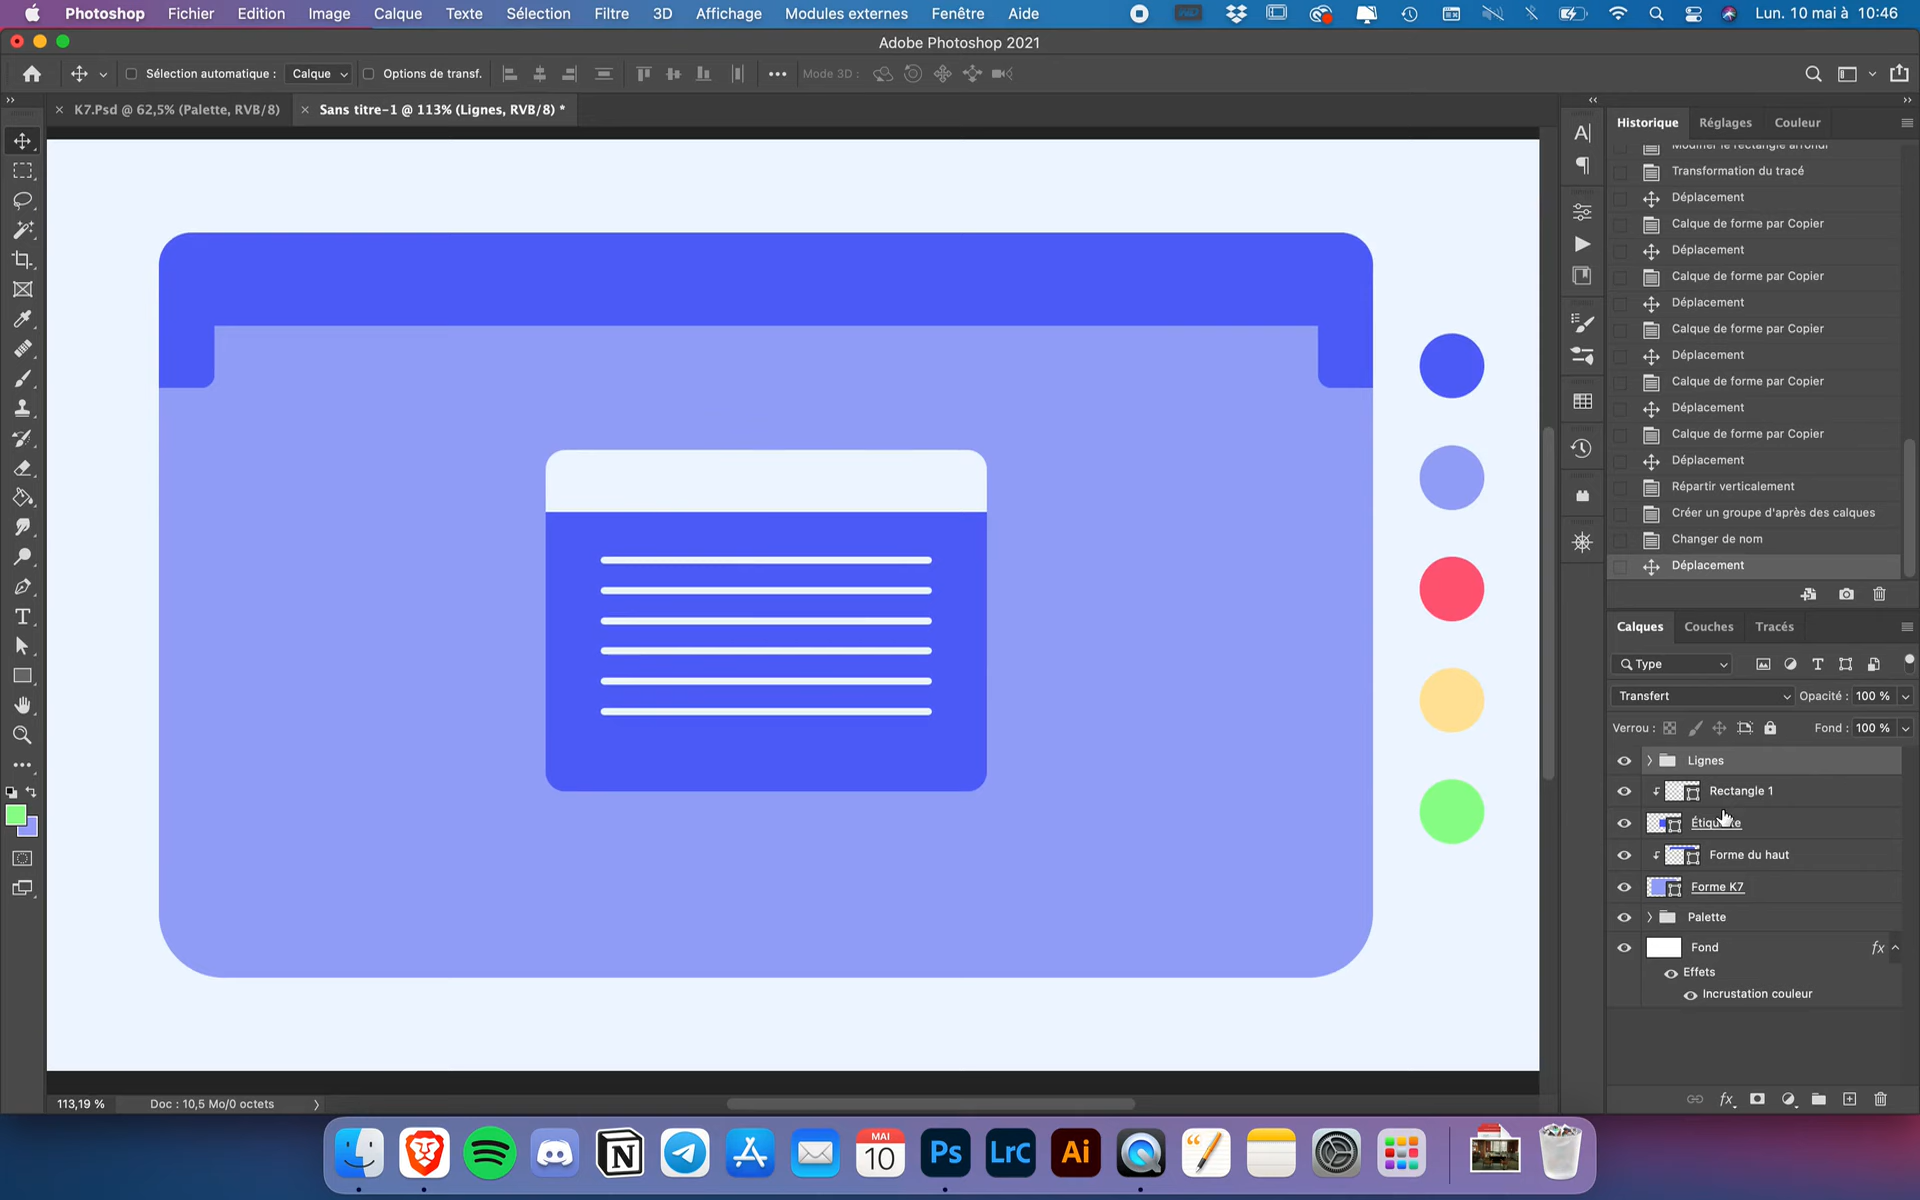 Photoshop Fichier Edition Image Calque Texte Sélection Filtre 3D Affichage Modules externes Fenêtre Aide Lun. 10 mai à 10:46
Adobe Photoshop 2021
Sélection automatique : Calque Options de transf. Mode 3D :
K7.Psd @ 62,5% (Palette, RVB/8) Sans titre-1 @ 113% (Lignes, RVB/8) *
Historique Réglages Couleur
Modifier le rectangle arrondi
Transformation du tracé
Déplacement
Calque de forme par Copier
Déplacement
Calque de forme par Copier
Déplacement
Calque de forme par Copier
Déplacement
Calque de forme par Copier
Déplacement
Calque de forme par Copier
Déplacement
Répartir verticalement
Créer un groupe d'après des calques
Changer de nom
Déplacement
Calques Couches Tracés
Type
Transfert Opacité : 100 %
Verrou : Fond : 100 %
Lignes
Rectangle 1
Forme du haut
Forme K7
Palette
Fond fx
Effets
Incrustation couleur
fx
113,19 % Doc : 10,5 Mo/0 octets
MAI
10
Ps
LrC
Ai